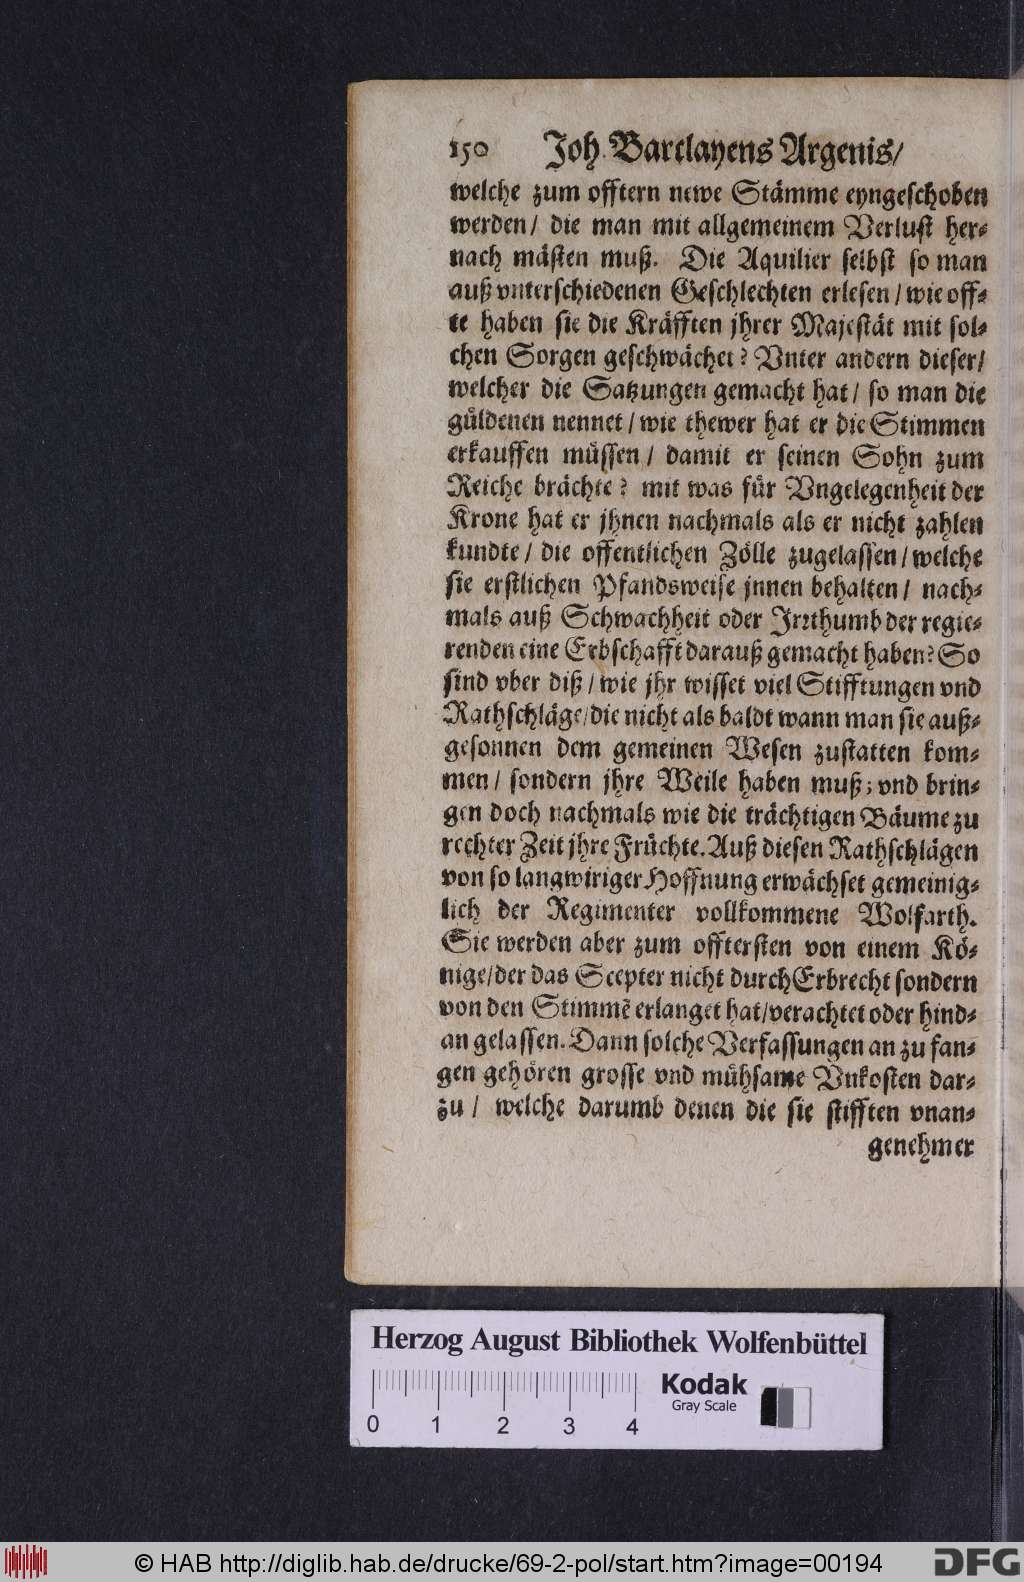 150 Joh. Barclayens Argenis/
welche zum offtern newe Stämme eyngeschoben
werden/ die man mit allgemeinem Verlust her-
nach mästen muß. Die Aquilier selbst so man
auß vnterschiedenen Geschlechten erlesen/ wie off-
te haben sie die Kräfften jhrer Majestät mit sol-
chen Sorgen geschwächet? Vnter andern dieser/
welcher die Satzungen gemacht hat/ so man die
güldenen nennet/ wie thewer hat er die Stimmen
erkauffen müssen/ damit er seinen Sohn zum
Reiche brächte? mit was für Vngelegenheit der
Krone hat er jhnen nachmals als er nicht zahlen
kundte/ die offentlichen Zölle zugelassen/ welche
sie erstlichen Pfandsweise jnnen behalten/ nach-
mals auß Schwachheit oder Irrthumb der regie-
renden eine Erbschafft darauß gemacht haben? So
sind vber diß/ wie jhr wisset viel Stifftungen vnd
Rathschläge/ die nicht als baldt wann man sie auß-
gesonnen dem gemeinen Wesen zustatten kom-
men/ sondern jhre Weile haben muß; vnd brin-
gen doch nachmals wie die trächtigen Bäume zu
rechter Zeit jhre Früchte. Auß diesen Rathschlägen
von so langwiriger Hoffnung erwächset gemeinig-
lich der Regimenter vollkommene Wolfarth.
Sie werden aber zum offtersten von einem Kö-
nige/ der das Scepter nicht durch Erbrecht sondern
von den Stimmẽ erlanget hat/ verachtet oder hind-
an gelassen. Dann solche Verfassungen an zu fan-
gen gehören grosse vnd mühsame Vnkosten dar-
zu/ welche darumb denen die sie stifften vnan-
genehmer
Herzog August Bibliothek Wolfenbüttel
Kodak
Gray Scale
0 1 2 3 4
© HAB http://diglib.hab.de/drucke/69-2-pol/start.htm?image=00194
DFG